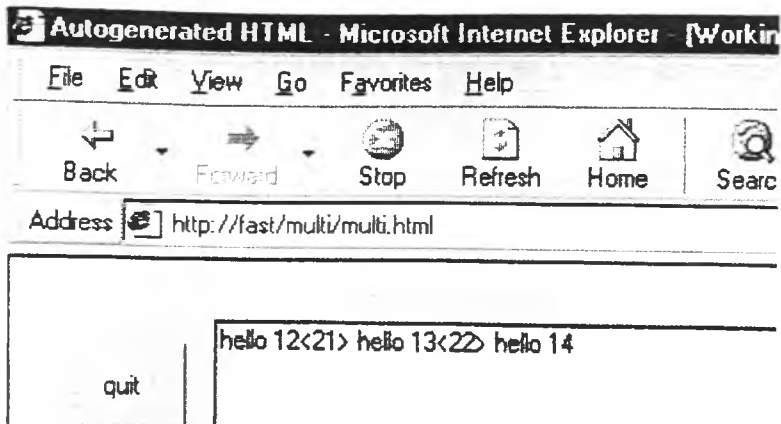 Autogenerated HTML - Microsoft Internet Explorer - [Workin
File Edit View Go Favorites Help
Back Forward Stop Refresh Home Searc
Address http://fast/multi/multi.html
hello 12<21> hello 13<22> hello 14
quit